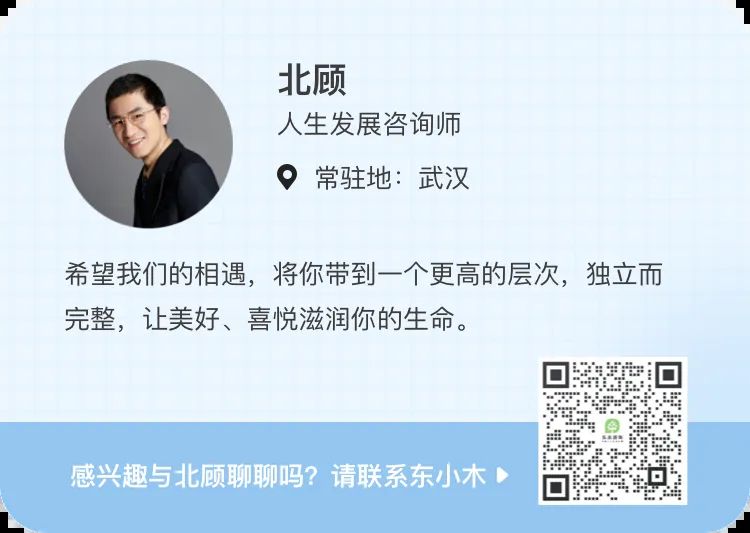 北顾
人生发展咨询师
常驻地：武汉
希望我们的相遇，将你带到一个更高的层次，独立而
完整，让美好、喜悦滋润你的生命。
感兴趣与北顾聊聊吗？请联系东小木